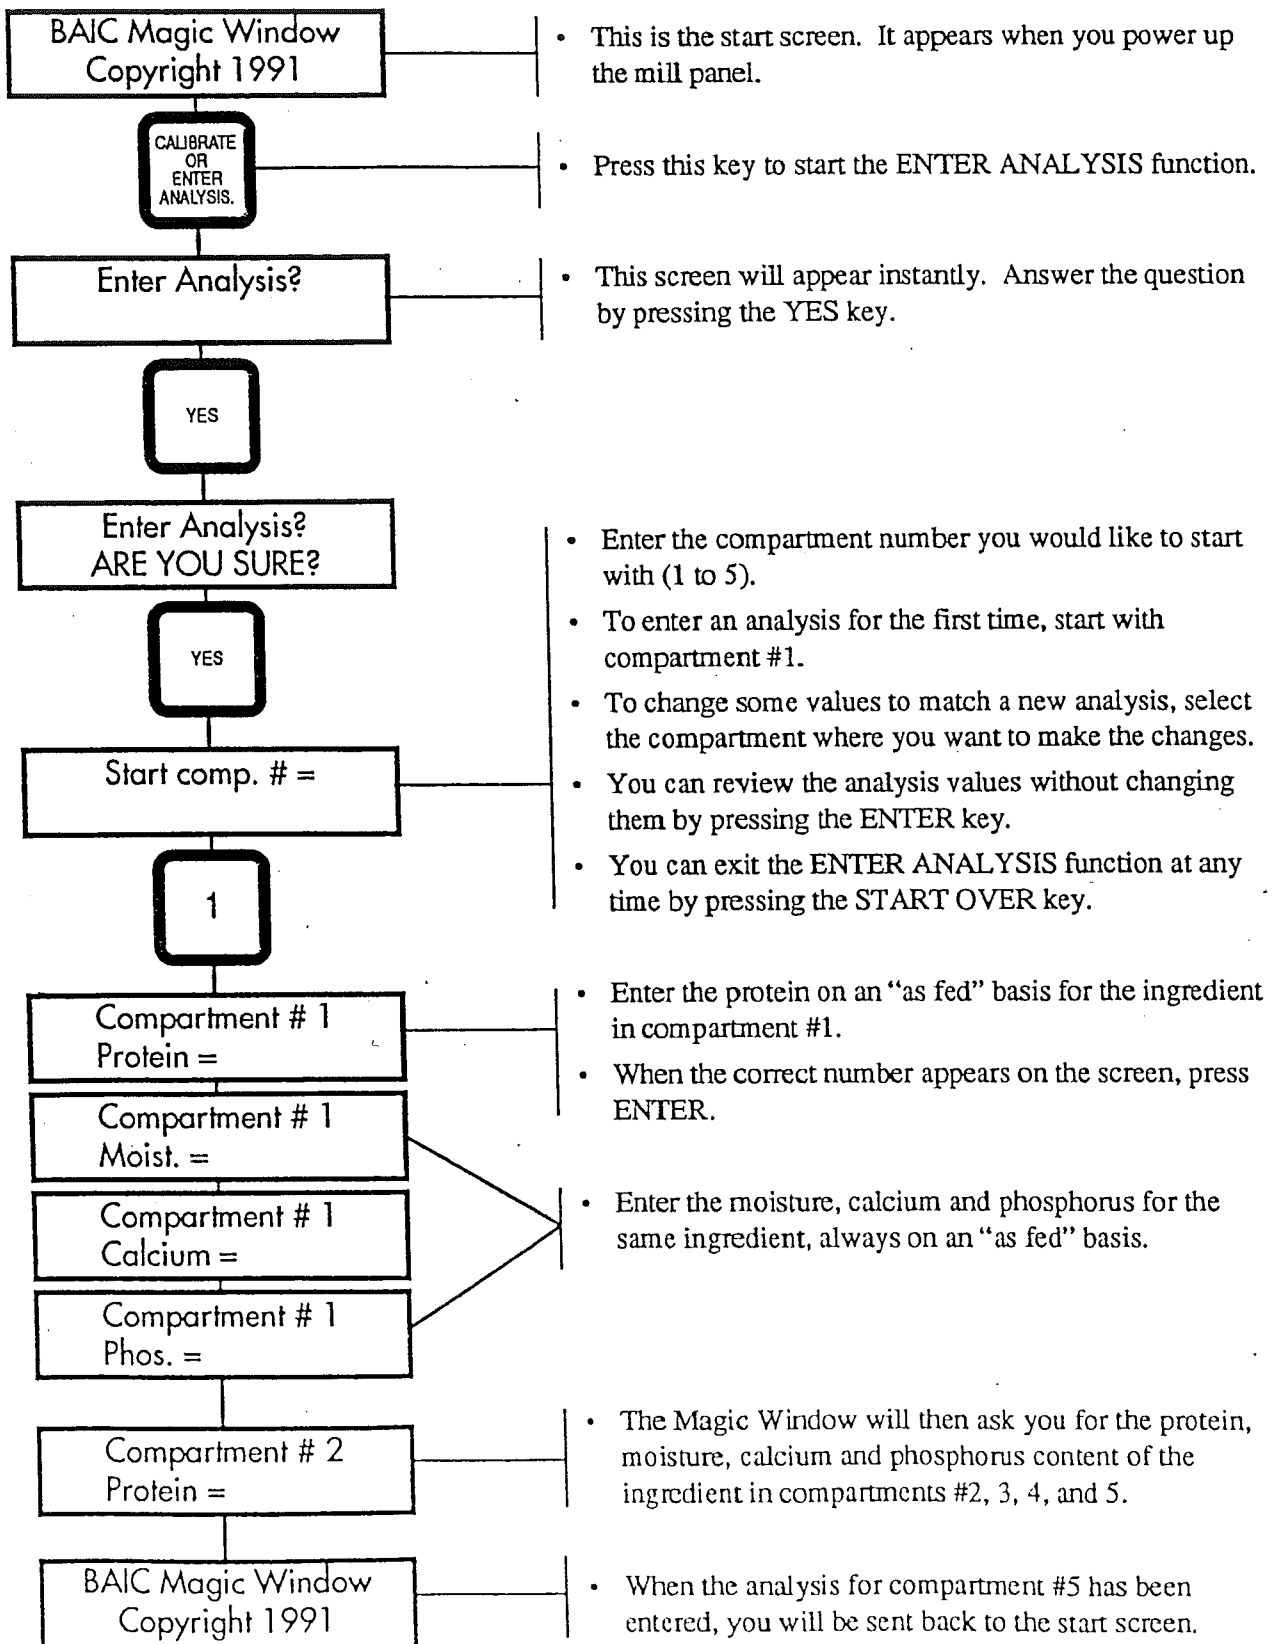 BAIC Magic Window
Copyright 1991
• This is the start screen. It appears when you power up
the mill panel.
CALIBRATE
OR
ENTER
ANALYSIS.
• Press this key to start the ENTER ANALYSIS function.
Enter Analysis?
• This screen will appear instantly. Answer the question
by pressing the YES key.
YES
Enter Analysis?
ARE YOU SURE?
YES
Start comp. # =
• Enter the compartment number you would like to start
with (1 to 5).
• To enter an analysis for the first time, start with
compartment #1.
• To change some values to match a new analysis, select
the compartment where you want to make the changes.
• You can review the analysis values without changing
them by pressing the ENTER key.
• You can exit the ENTER ANALYSIS function at any
time by pressing the START OVER key.
1
Compartment # 1
Protein =
• Enter the protein on an “as fed” basis for the ingredient
in compartment #1.
• When the correct number appears on the screen, press
ENTER.
Compartment # 1
Moist. =
Compartment # 1
Calcium =
Compartment # 1
Phos. =
• Enter the moisture, calcium and phosphorus for the
same ingredient, always on an “as fed” basis.
Compartment # 2
Protein =
• The Magic Window will then ask you for the protein,
moisture, calcium and phosphorus content of the
ingredient in compartments #2, 3, 4, and 5.
BAIC Magic Window
Copyright 1991
• When the analysis for compartment #5 has been
entered, you will be sent back to the start screen.